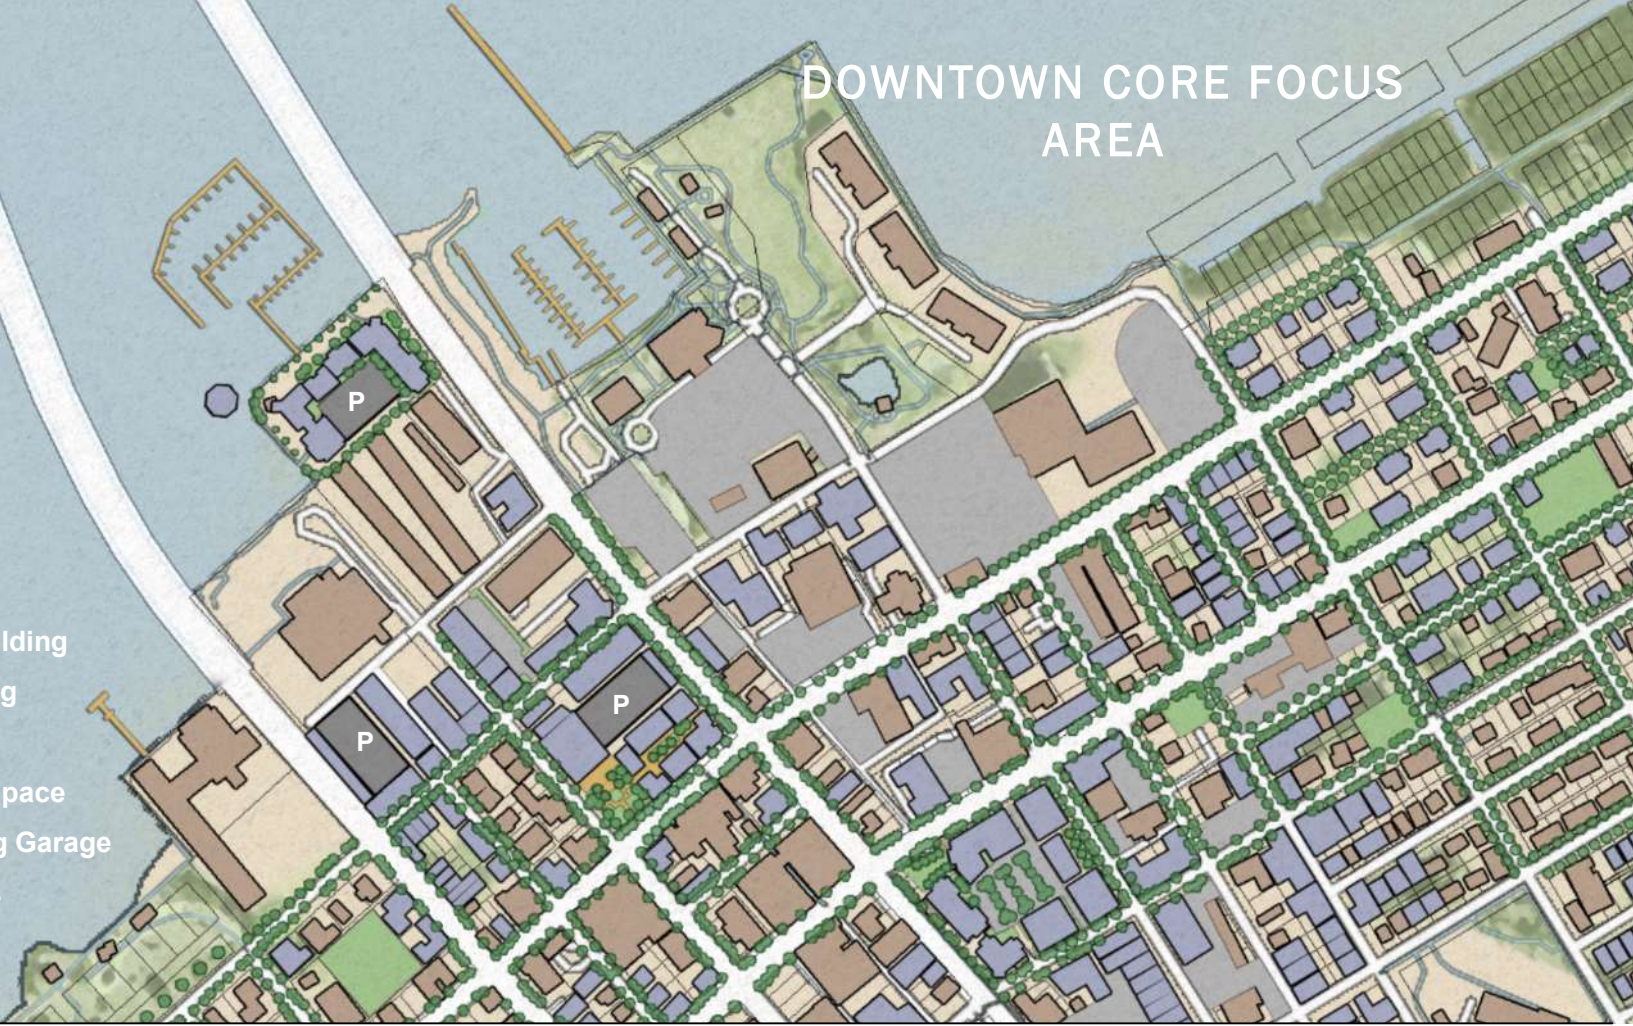 DOWNTOWN CORE FOCUS
AREA
P
P
P
lding
g
pace
g Garage